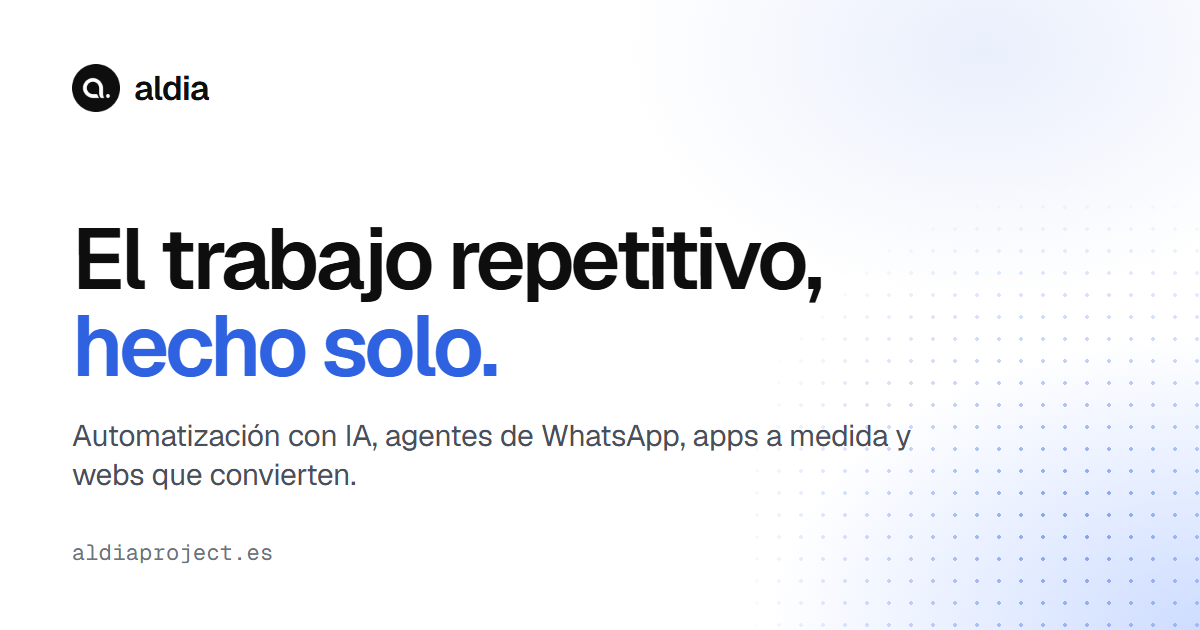 a. aldia
El trabajo repetitivo,
hecho solo.
Automatización con IA, agentes de WhatsApp, apps a medida y
webs que convierten.
aldiaproject.es